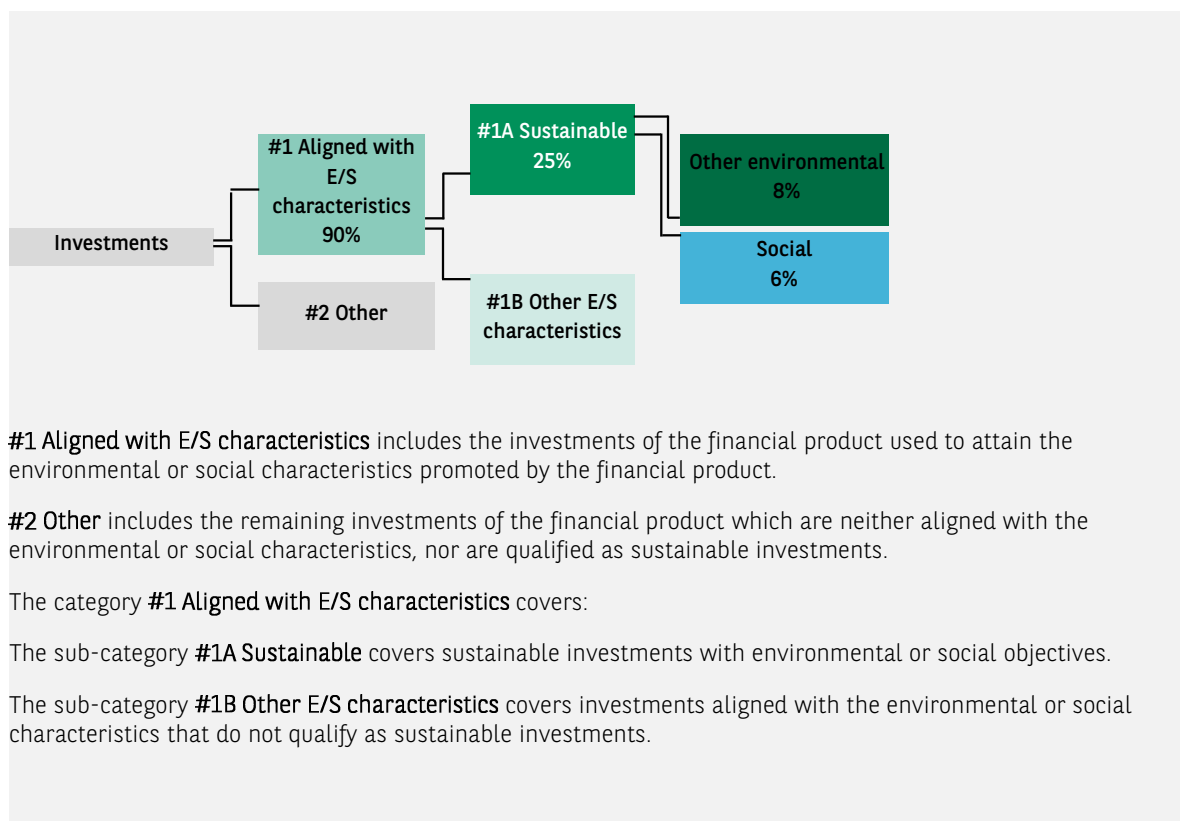 #1A Sustainable
25%
#1 Aligned with
E/S
characteristics
90%
Other environmental
8%
Investments
Social
6%
#2 Other
#1B Other E/S
characteristics
#1 Aligned with E/S characteristics includes the investments of the financial product used to attain the
environmental or social characteristics promoted by the financial product.
#2 Other includes the remaining investments of the financial product which are neither aligned with the
environmental or social characteristics, nor are qualified as sustainable investments.
The category #1 Aligned with E/S characteristics covers:
The sub-category #1A Sustainable covers sustainable investments with environmental or social objectives.
The sub-category #1B Other E/S characteristics covers investments aligned with the environmental or social
characteristics that do not qualify as sustainable investments.